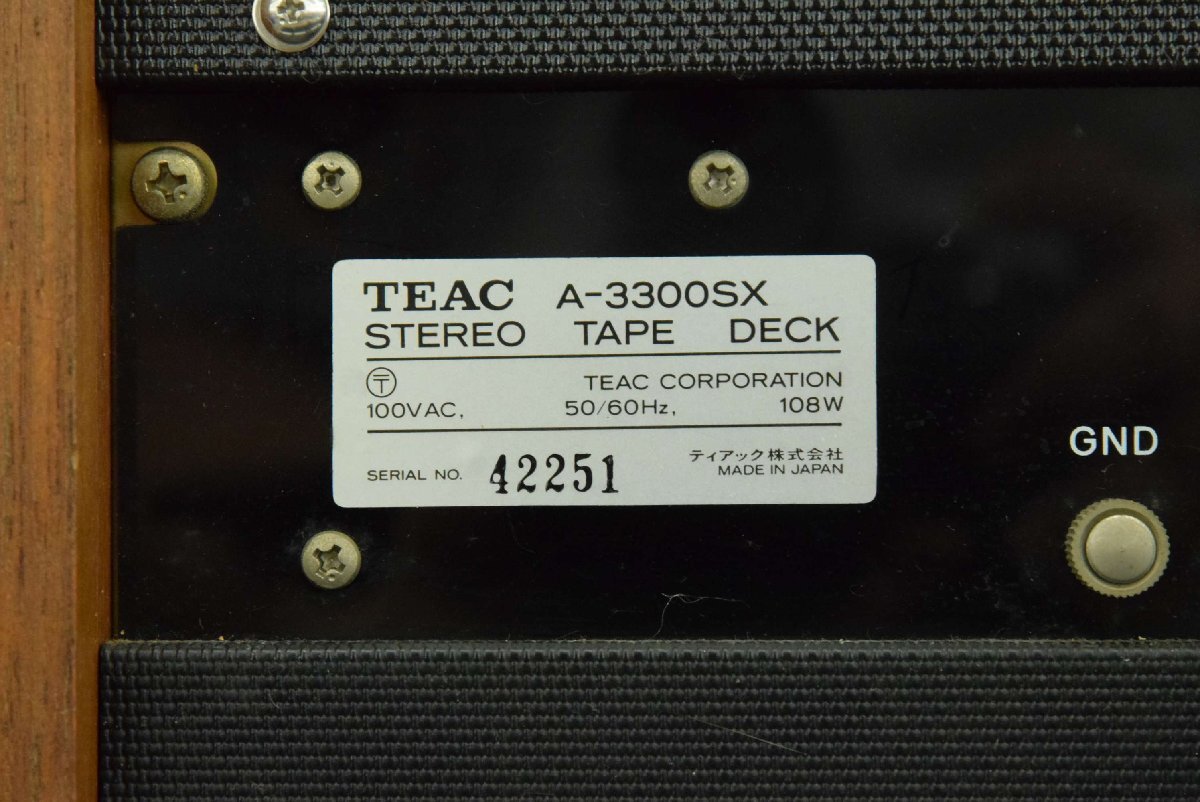 TEAC A-3300SX
STEREO TAPE DECK
〒 TEAC CORPORATION
100VAC, 50/60Hz, 108W
SERIAL NO. 42251
ティアック株式会社
MADE IN JAPAN
GND